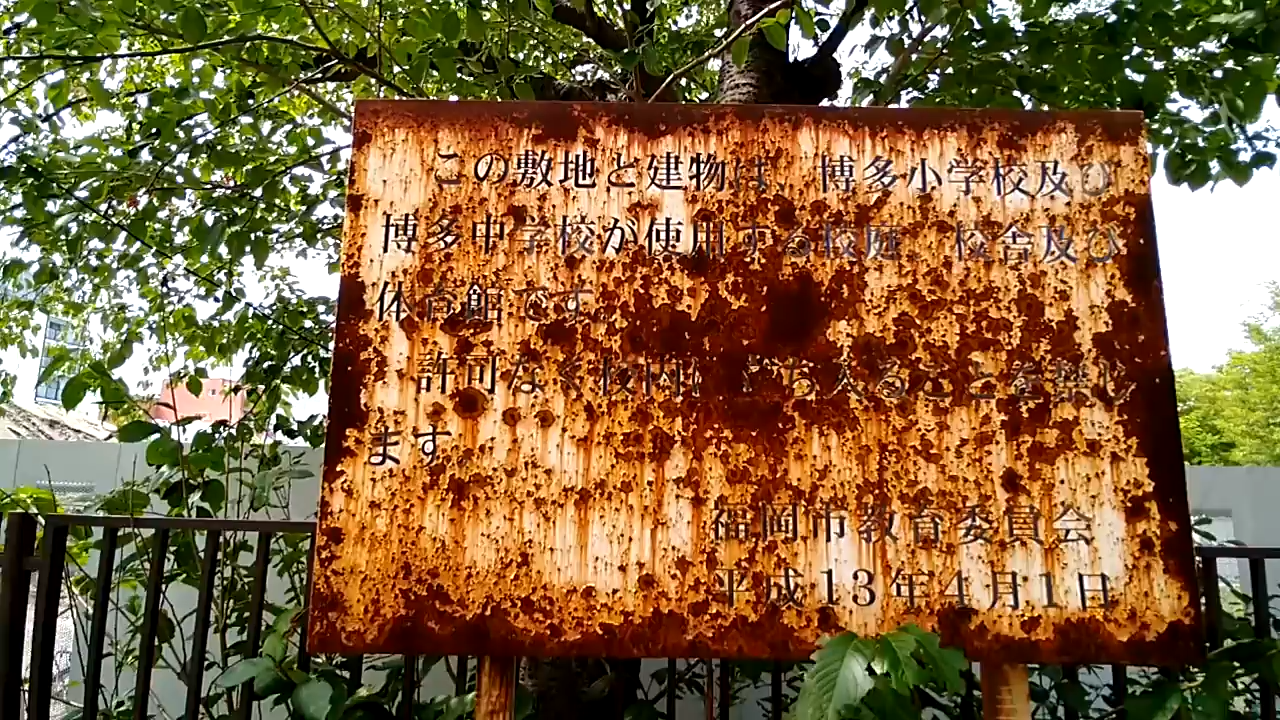 この敷地と建物は、博多小学校及び
博多中学校が使用する校庭、校舎及び
体育館です。
許可なく校内に立ち入ることを禁じ
ます
福岡市教育委員会
平成13年4月1日